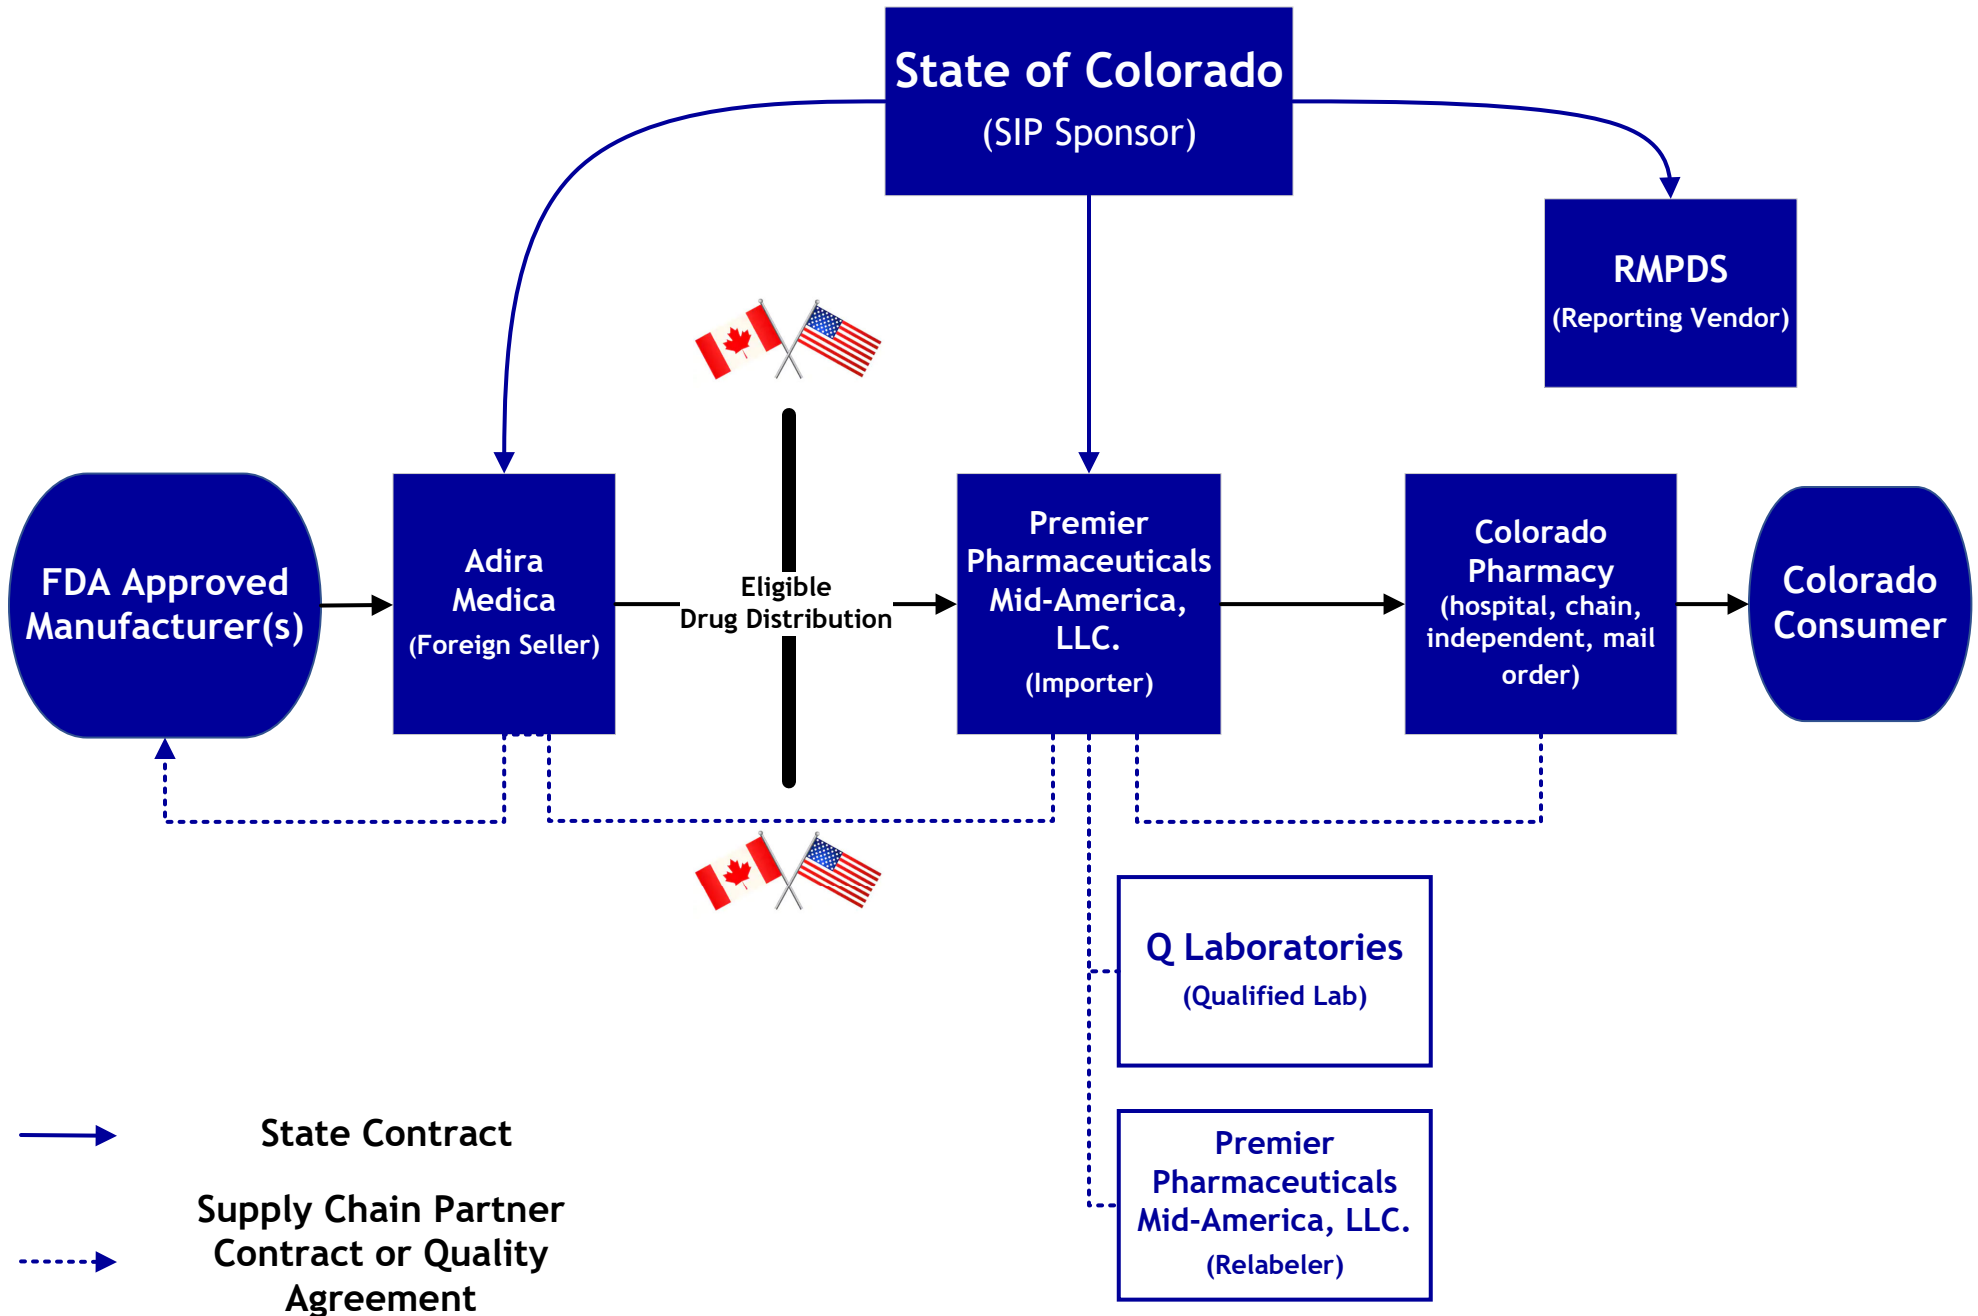 State of Colorado
(SIP Sponsor)
RMPDS
(Reporting Vendor)
FDA Approved
Manufacturer(s)
Adira
Medica
(Foreign Seller)
Eligible
Drug Distribution
Premier
Pharmaceuticals
Mid-America,
LLC.
(Importer)
Colorado
Pharmacy
(hospital, chain,
independent, mail
order)
Colorado
Consumer
Q Laboratories
(Qualified Lab)
Premier
Pharmaceuticals
Mid-America, LLC.
(Relabeler)
State Contract
Supply Chain Partner
Contract or Quality
Agreement